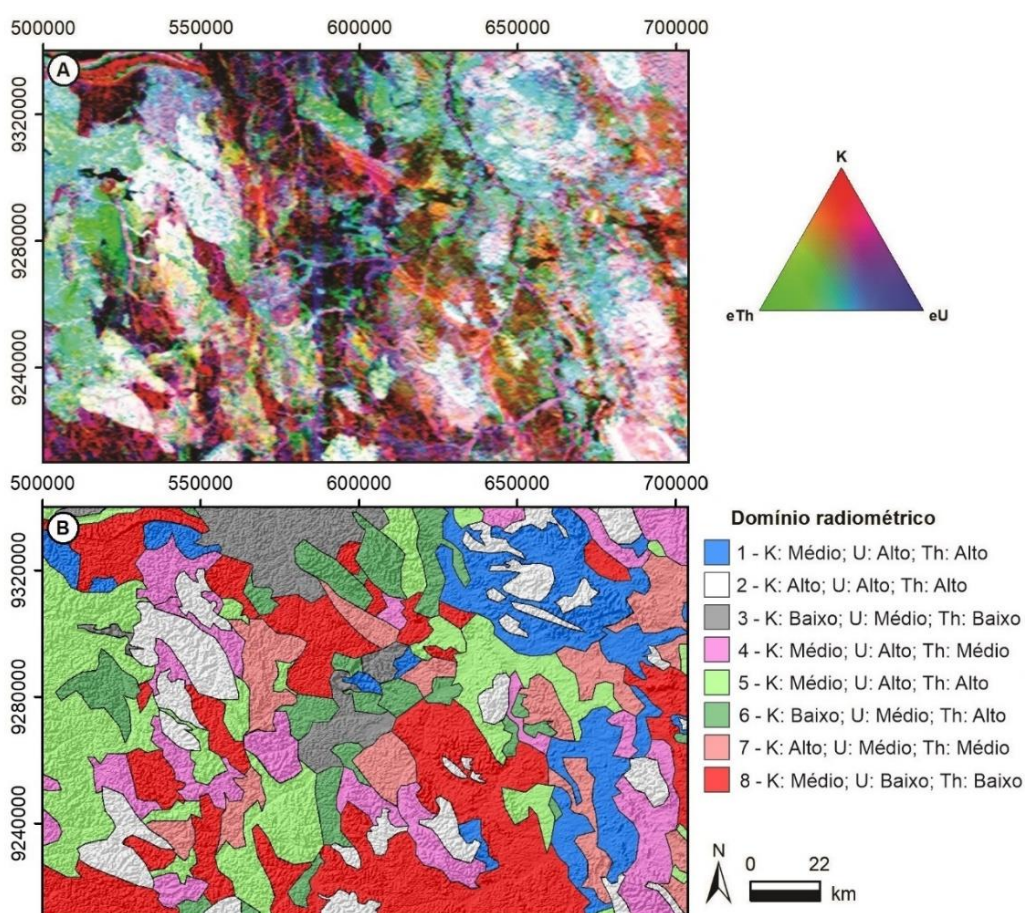 5000000 550000 600000 650000 700000
A
9320000
9280000
9240000
K
eTh
eU
5000000 550000 600000 650000 700000
B
9320000
9280000
9240000
Domínio radiométrico
1 - K: Médio; U: Alto; Th: Alto
2 - K: Alto; U: Alto; Th: Alto
3 - K: Baixo; U: Médio; Th: Baixo
4 - K: Médio; U: Alto; Th: Médio
5 - K: Médio; U: Alto; Th: Alto
6 - K: Baixo; U: Médio; Th: Alto
7 - K: Alto; U: Médio; Th: Médio
8 - K: Médio; U: Baixo; Th: Baixo
N
0 22
km